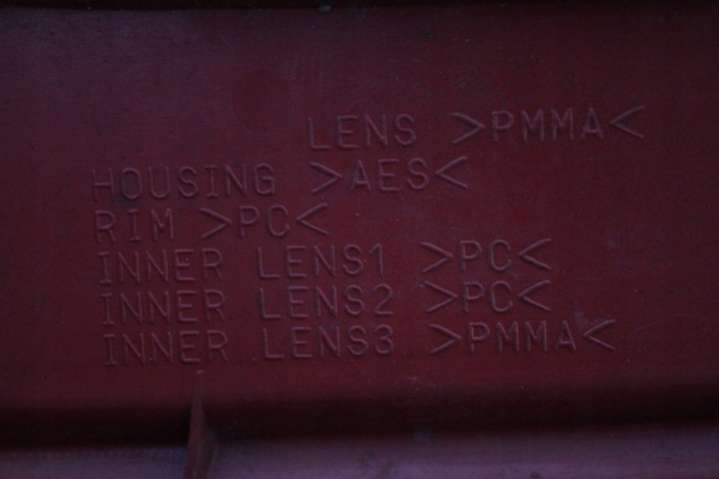 LENS >PMMA<
HOUSING >AES<
RIM >PC<
INNER LENS1 >PC<
INNER LENS2 >PC<
INNER LENS3 >PMMA<